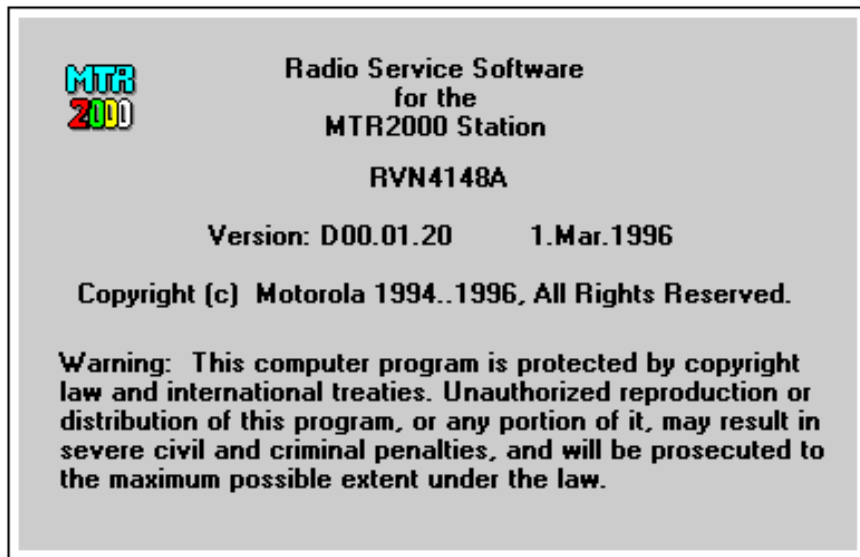 MTR
2000
Radio Service Software
for the
MTR2000 Station
RVN4148A
Version: D00.01.20 1.Mar.1996
Copyright (c) Motorola 1994..1996, All Rights Reserved.
Warning: This computer program is protected by copyright
law and international treaties. Unauthorized reproduction or
distribution of this program, or any portion of it, may result in
severe civil and criminal penalties, and will be prosecuted to
the maximum possible extent under the law.